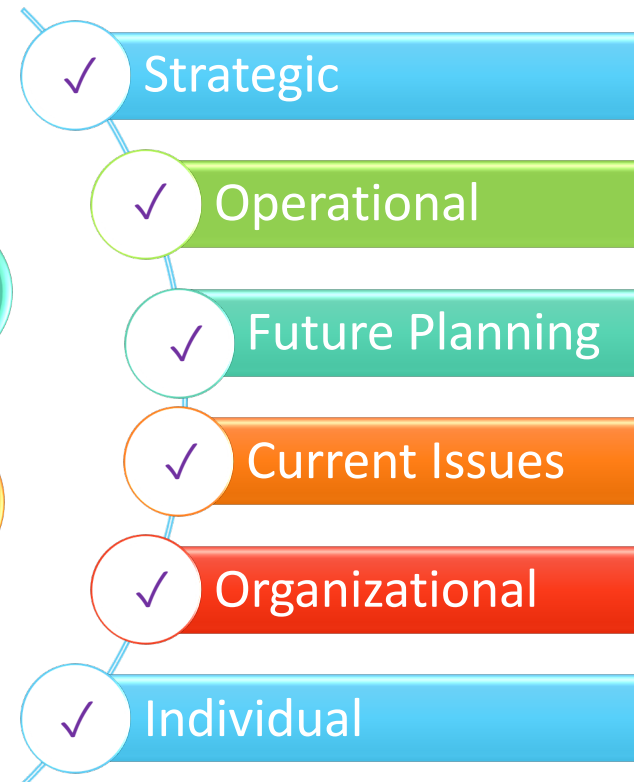 ✓ Strategic
✓ Operational
✓ Future Planning
✓ Current Issues
✓ Organizational
✓ Individual